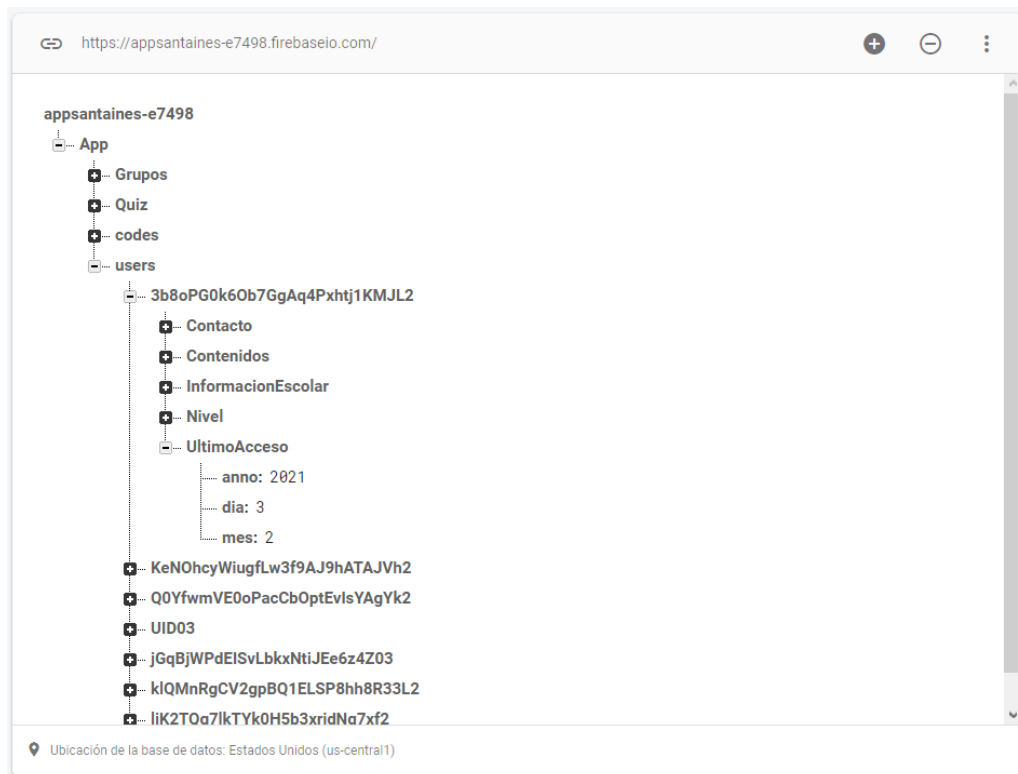 https://appsantaines-e7498.firebaseio.com/
appsantaines-e7498
App
Grupos
Quiz
codes
users
3b8oPG0k6Ob7GgAq4Pxhtj1KMJL2
Contacto
Contenidos
InformacionEscolar
Nivel
UltimoAcceso
anno: 2021
dia: 3
mes: 2
KeNOhcyWiugfLw3f9AJ9hATAJVh2
Q0YfwmVE0oPacCbOptEvIsYAgYk2
UID03
jGqBjWPdEISvLbkxNtiJEe6z4Z03
klQMnRgCV2gpBQ1ELSP8hh8R33L2
Ubicación de la base de datos: Estados Unidos (us-central1)